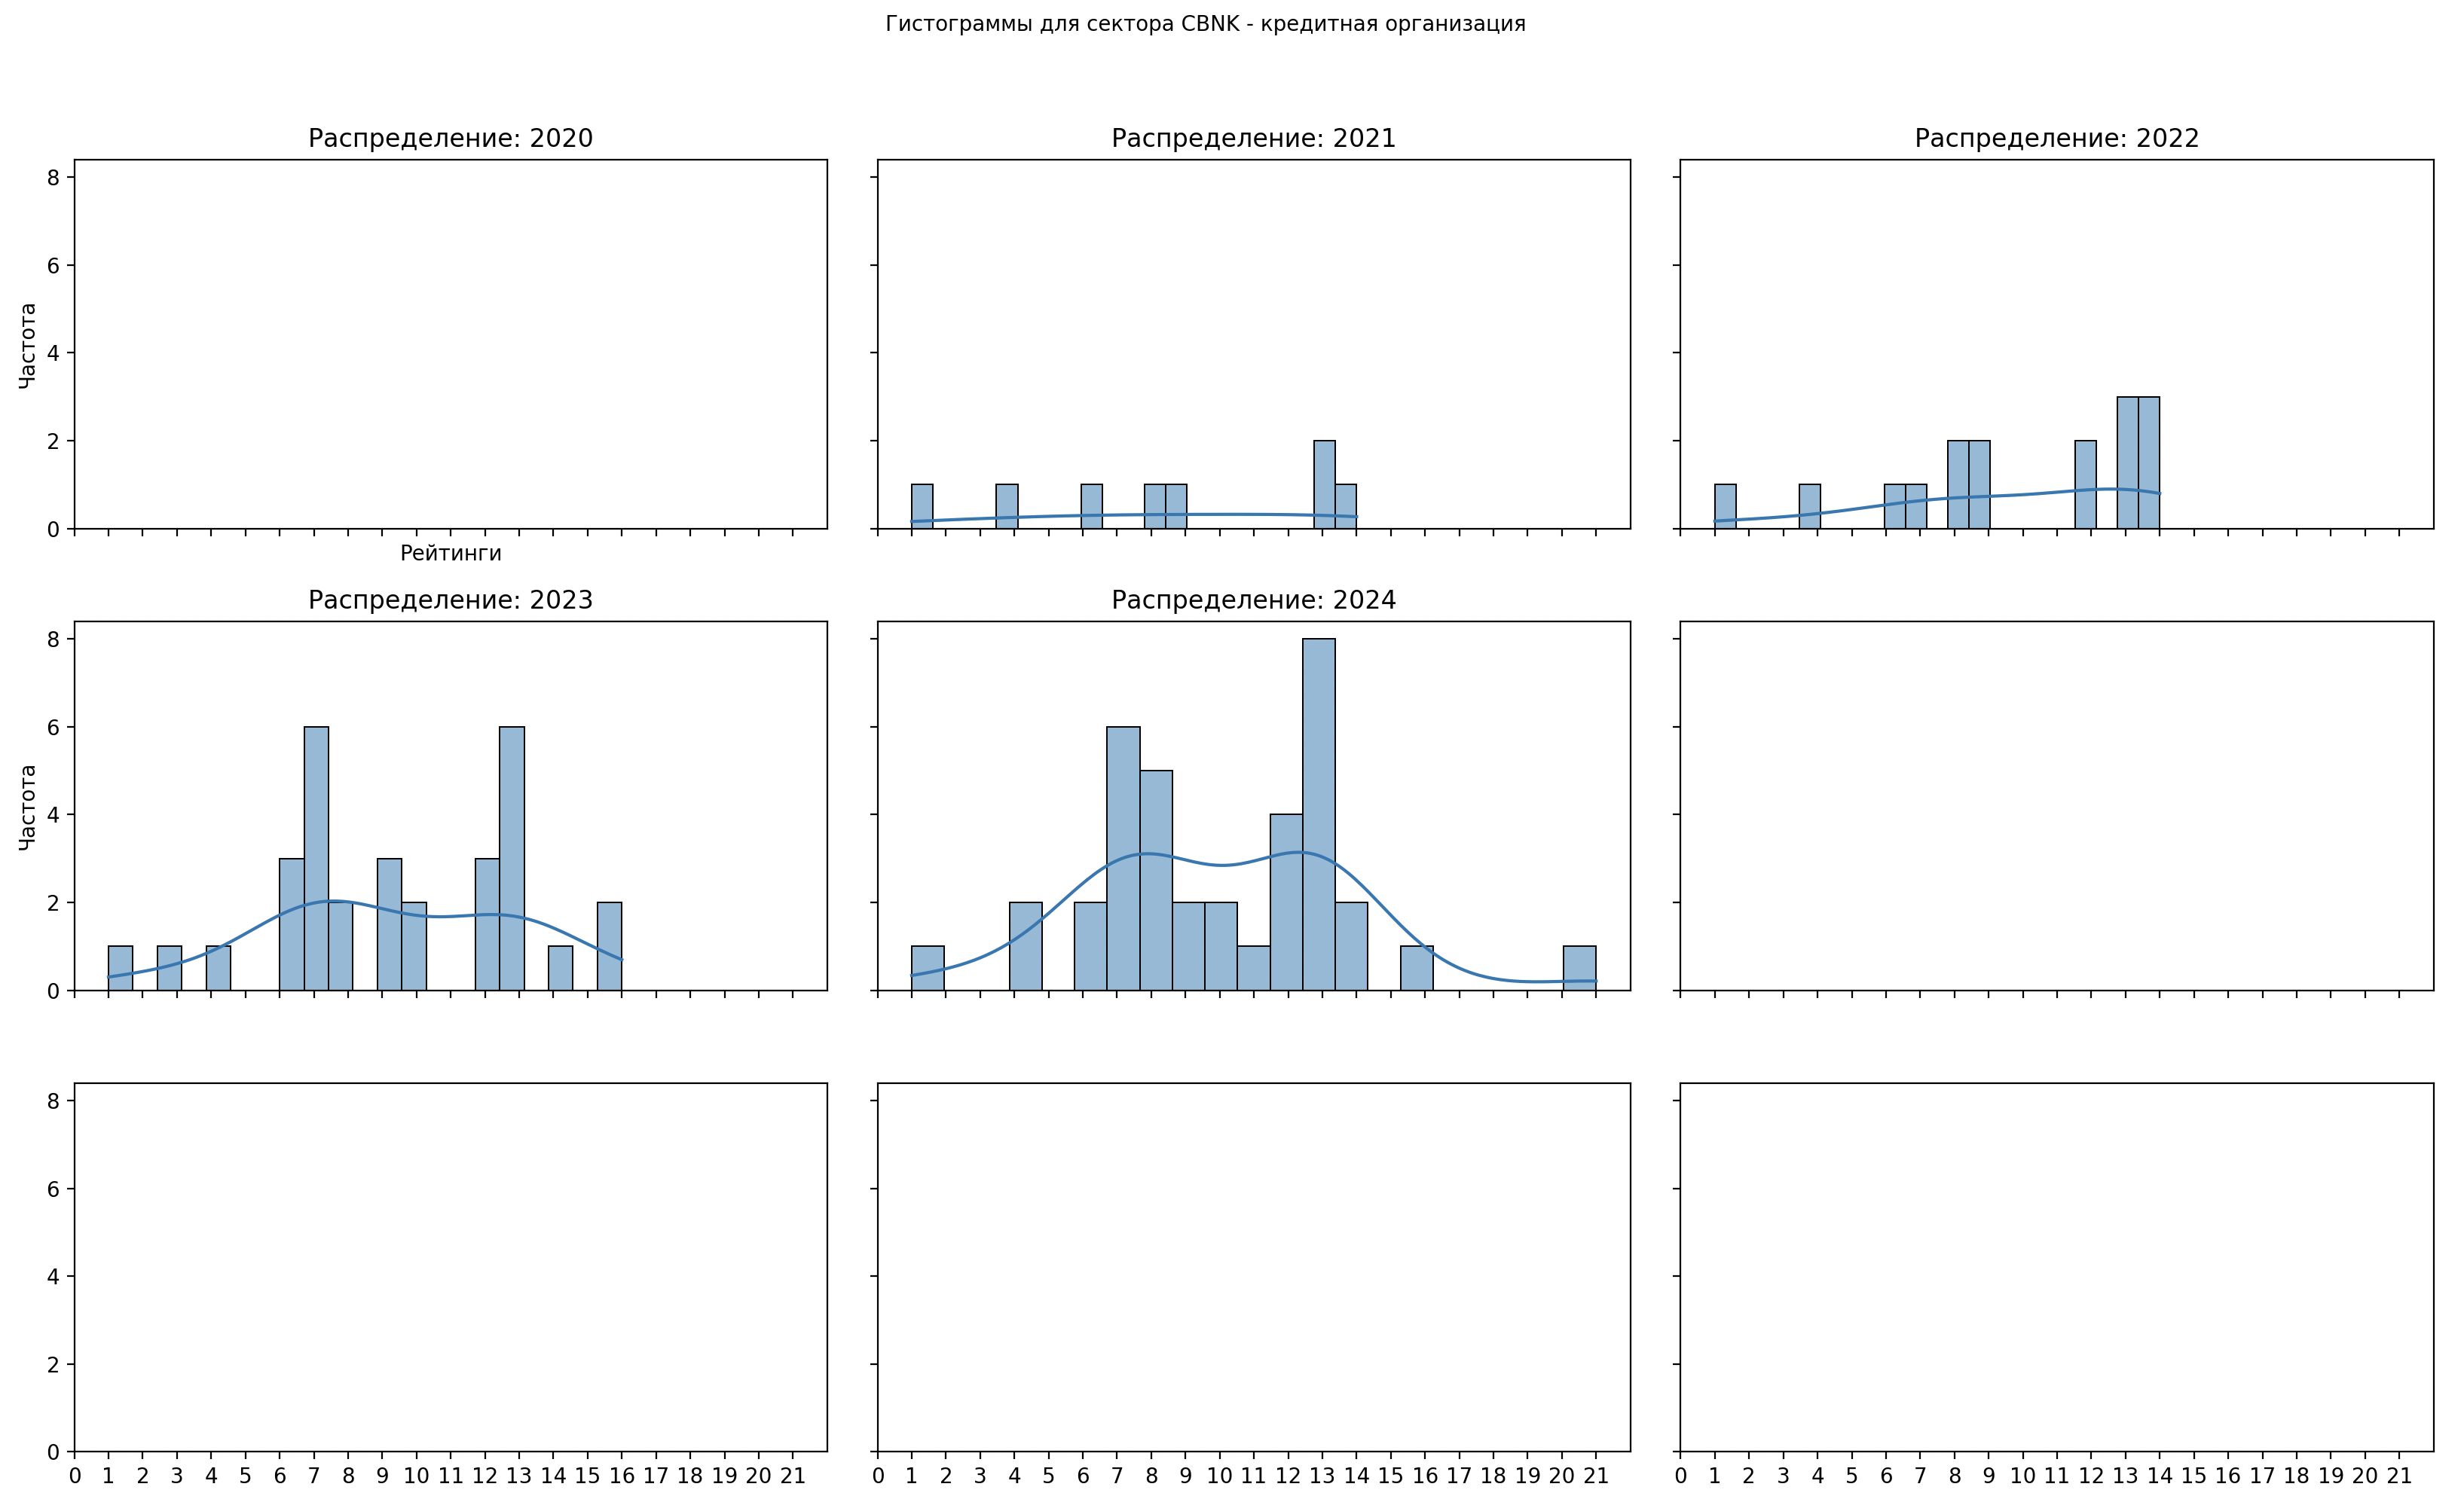 Гистограммы для сектора CBNK - кредитная организация
Распределение: 2020
Распределение: 2021
Распределение: 2022
8
6
4
2
0
Частота
Рейтинги
Распределение: 2023
Распределение: 2024
8
6
4
2
0
Частота
8
6
4
2
0
0 1 2 3 4 5 6 7 8 9 10 11 12 13 14 15 16 17 18 19 20 21
0 1 2 3 4 5 6 7 8 9 10 11 12 13 14 15 16 17 18 19 20 21
0 1 2 3 4 5 6 7 8 9 10 11 12 13 14 15 16 17 18 19 20 21